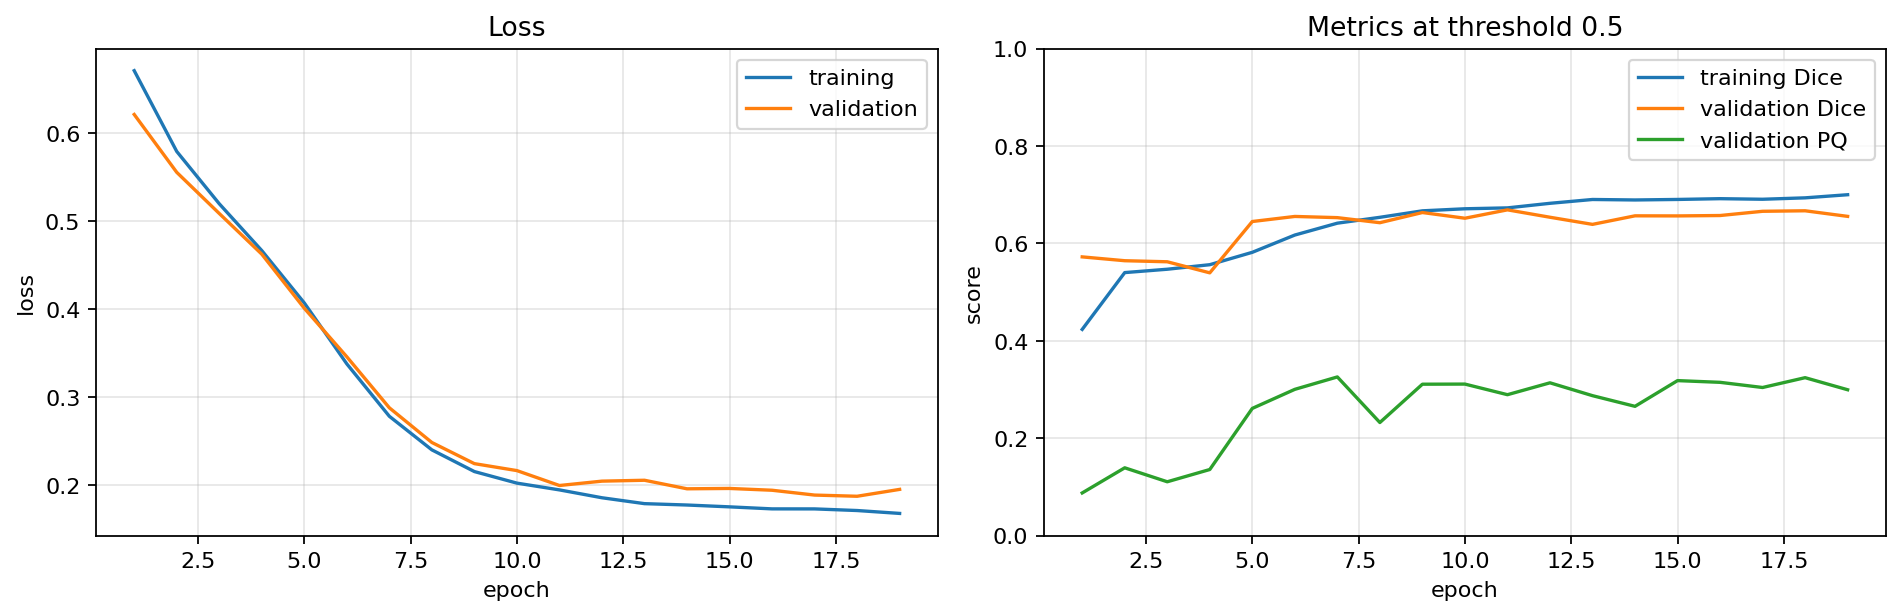 Loss
training
validation
0.6
0.5
0.4
0.3
0.2
loss
2.5 5.0 7.5 10.0 12.5 15.0 17.5
epoch
Metrics at threshold 0.5
training Dice
validation Dice
validation PQ
1.0
0.8
0.6
0.4
0.2
0.0
score
2.5 5.0 7.5 10.0 12.5 15.0 17.5
epoch